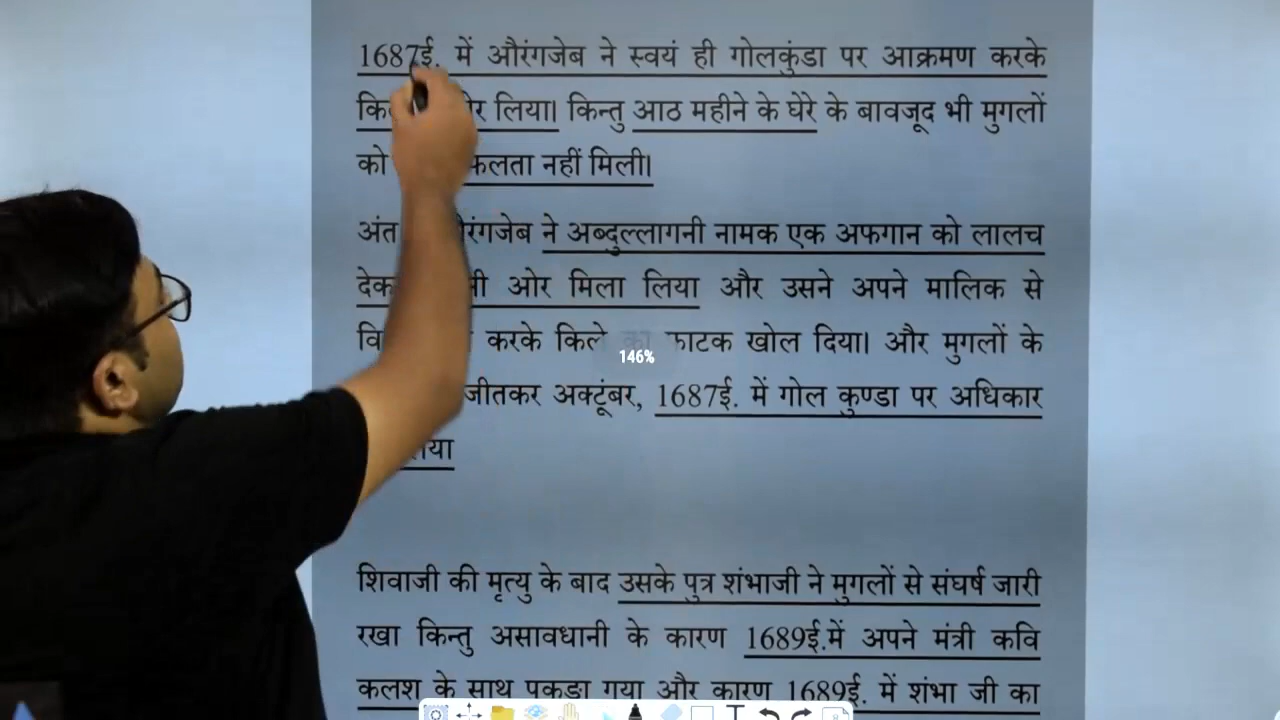 1687ई. में औरंगजेब ने स्वयं ही गोलकुंडा पर आक्रमण करके
लिया। किन्तु आठ महीने के घेरे के बावजूद भी मुगलों
को नहीं मिली।
ने अब्दुल्लागनी नामक एक अफगान को लालच
ओर मिला लिया और उसने अपने मालिक से
करके किले फाटक खोल दिया। और मुगलों के
146%
जीतकर अक्टूंबर, 1687ई. में गोल कुण्डा पर अधिकार
शिवाजी की मृत्यु के बाद उसके पुत्र शंभाजी ने मुगलों से संघर्ष जारी
रखा किन्तु असावधानी के कारण 1689ई.में अपने मंत्री कवि
कलश के साथ पकड़ा गया और कारण 1689ई. में शंभा जी का